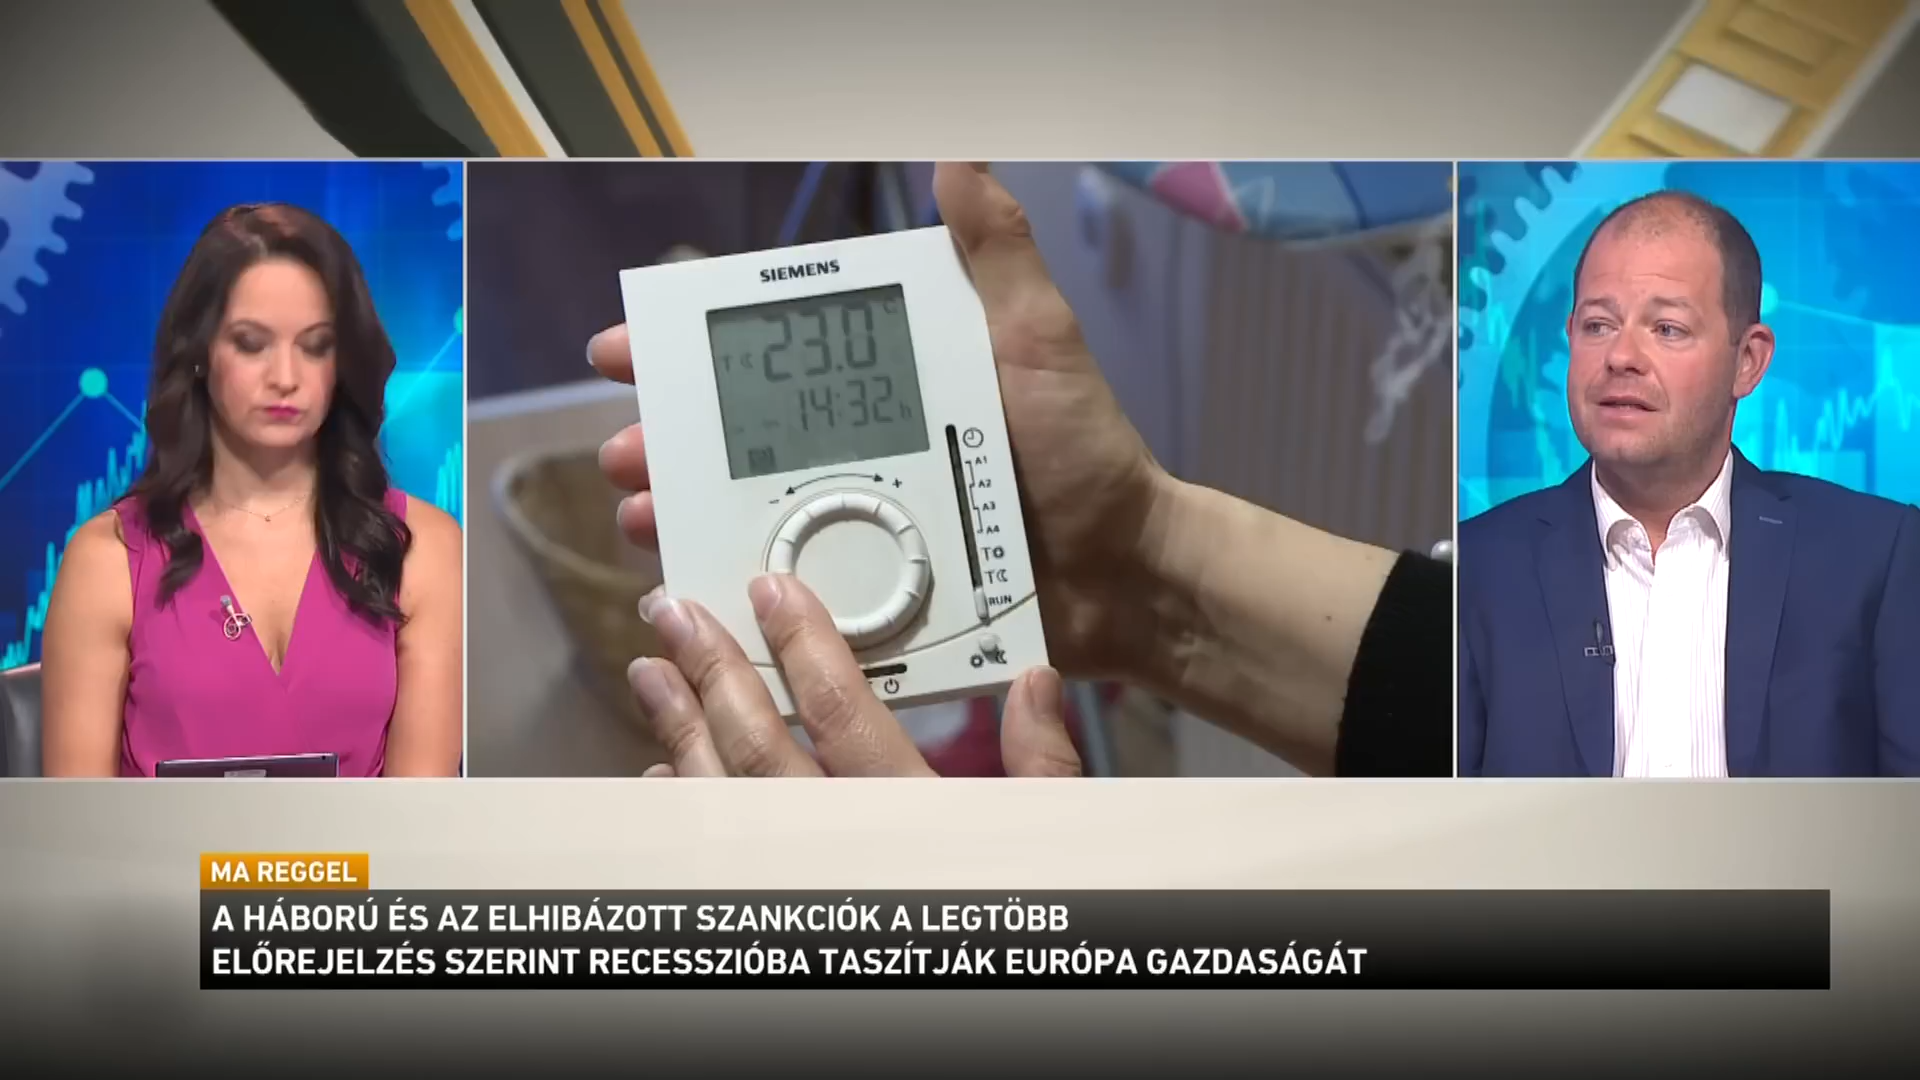 SIEMENS
23.0 °C
T☾
14:32 h
− +
A1
A2
A3
A4
T☼
T☾
RUN
MA REGGEL
A HÁBORÚ ÉS AZ ELHIBÁZOTT SZANKCIÓK A LEGTÖBB
ELŐREJELZÉS SZERINT RECESSZIÓBA TASZÍTJÁK EURÓPA GAZDASÁGÁT